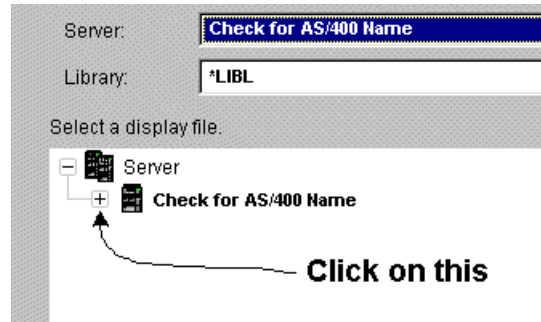 Server: Check for AS/400 Name
Library: *LIBL
Select a display file.
Server
Check for AS/400 Name
Click on this